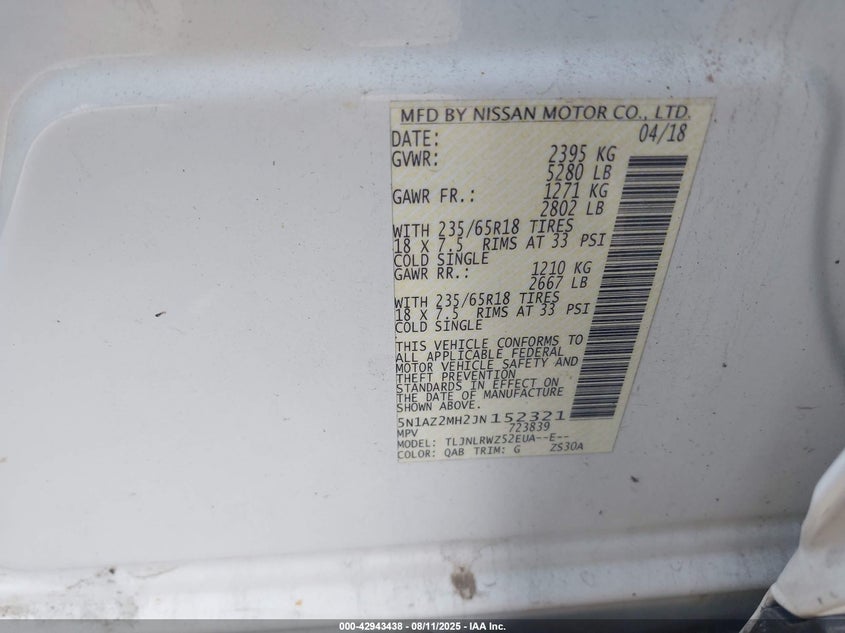 MFD BY NISSAN MOTOR CO., LTD.
DATE: 04/18
GVWR: 2395 KG
5280 LB
GAWR FR.: 1271 KG
2802 LB
WITH 235/65R18 TIRES
18 X 7.5 RIMS AT 33 PSI
COLD SINGLE
GAWR RR.: 1210 KG
2667 LB
WITH 235/65R18 TIRES
18 X 7.5 RIMS AT 33 PSI
COLD SINGLE
THIS VEHICLE CONFORMS TO
ALL APPLICABLE FEDERAL
MOTOR VEHICLE SAFETY AND
THEFT PREVENTION
STANDARDS IN EFFECT ON
THE DATE OF MANUFACTURE
SHOWN ABOVE.
5N1AZ2MH2JN152321
MPV 723839
MODEL: TLJNLRWZS2EUA--E--
COLOR: QAB TRIM: G ZS30A
000-42943438 - 08/11/2025 - IAA Inc.